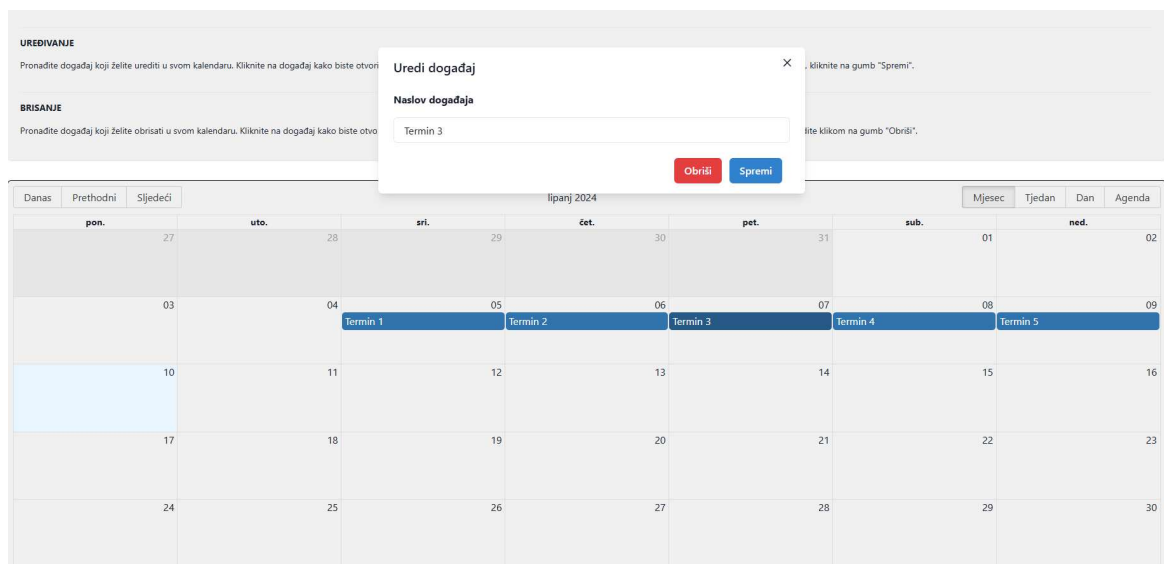 UREĐIVANJE
Pronađite događaj koji želite urediti u svom kalendaru. Kliknite na događaj kako biste otvori
, kliknite na gumb "Spremi".
BRISANJE
Pronađite događaj koji želite obrisati u svom kalendaru. Kliknite na događaj kako biste otvo
dite klikom na gumb "Obriši".
Uredi događaj
Naslov događaja
Termin 3
Obriši Spremi
Danas Prethodni Sljedeći lipanj 2024 Mjesec Tjedan Dan Agenda
pon. uto. sri. čet. pet. sub. ned.
27 28 29 30 31 01 02
03 04 05 06 07 08 09
Termin 1 Termin 2 Termin 3 Termin 4 Termin 5
10 11 12 13 14 15 16
17 18 19 20 21 22 23
24 25 26 27 28 29 30